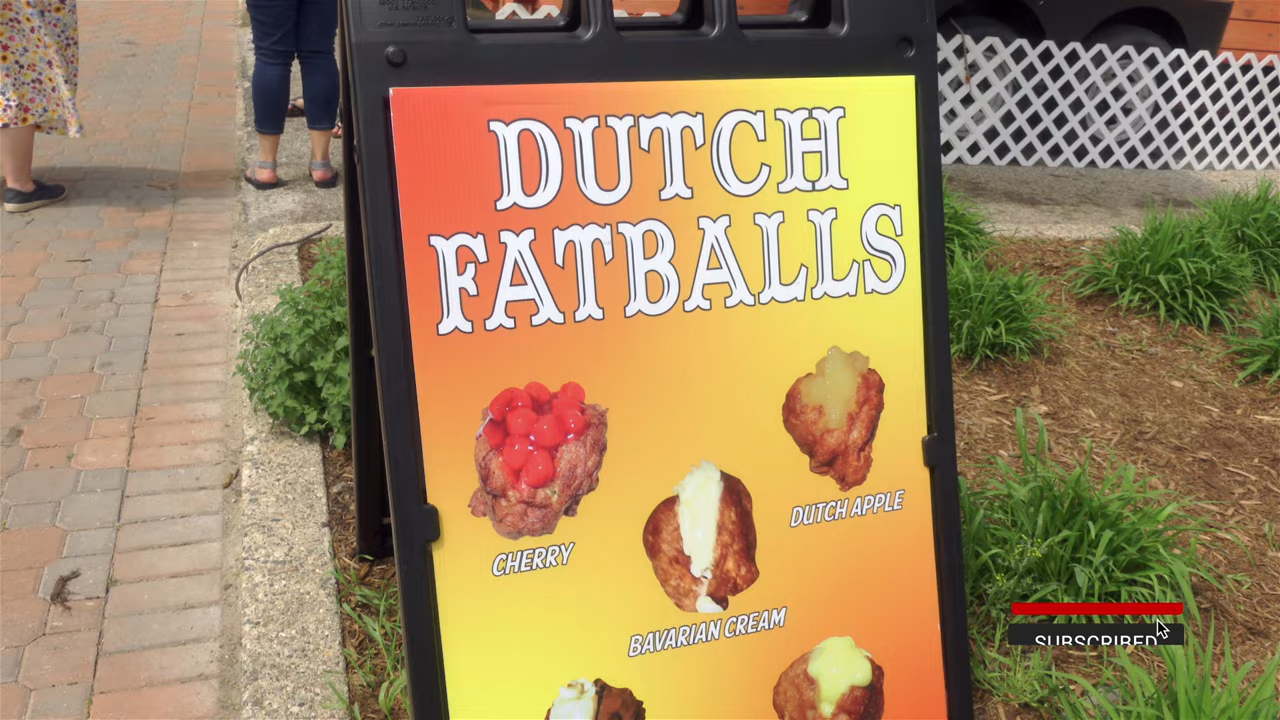 DUTCH
FATBALLS
CHERRY
DUTCH APPLE
BAVARIAN CREAM
SUBSCRIBED